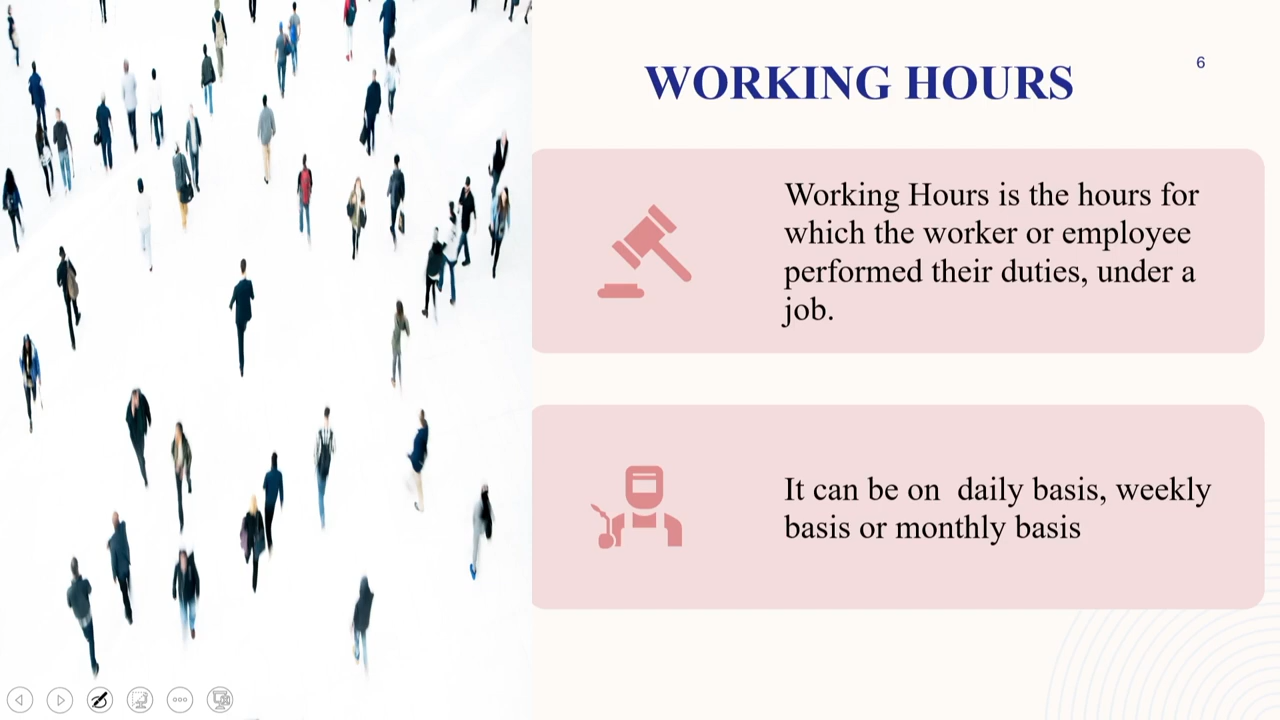 WORKING HOURS
6
Working Hours is the hours for
which the worker or employee
performed their duties, under a
job.
It can be on  daily basis, weekly
basis or monthly basis